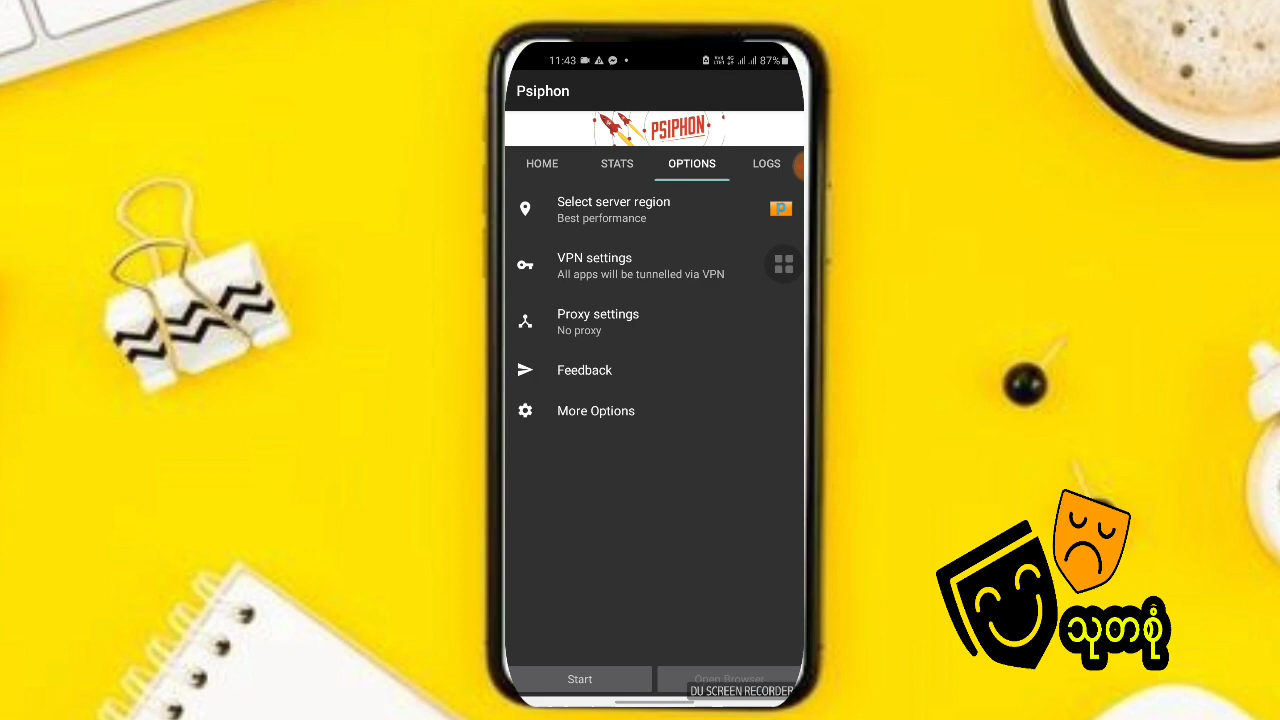 11:43
87%
Psiphon
PSIPHON
HOME STATS OPTIONS LOGS
Select server region
Best performance
P
VPN settings
All apps will be tunnelled via VPN
Proxy settings
No proxy
Feedback
More Options
Start
Open Browser
DU SCREEN RECORDER
သုတစုံ